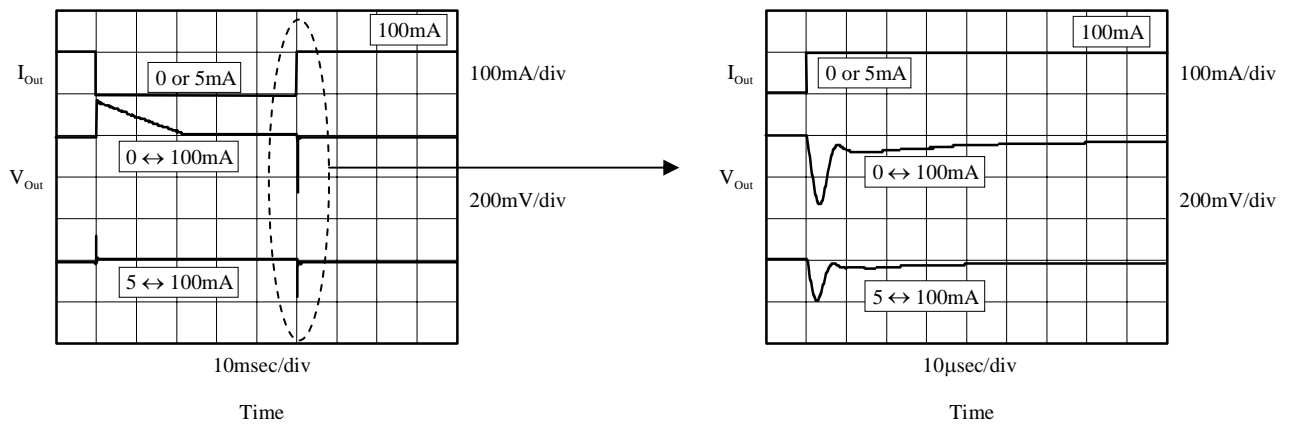 100mA
I_Out
0 or 5mA
100mA/div
0 ↔ 100mA
V_Out
200mV/div
5 ↔ 100mA
10msec/div
Time
100mA
I_Out
0 or 5mA
100mA/div
V_Out
0 ↔ 100mA
200mV/div
5 ↔ 100mA
10μsec/div
Time